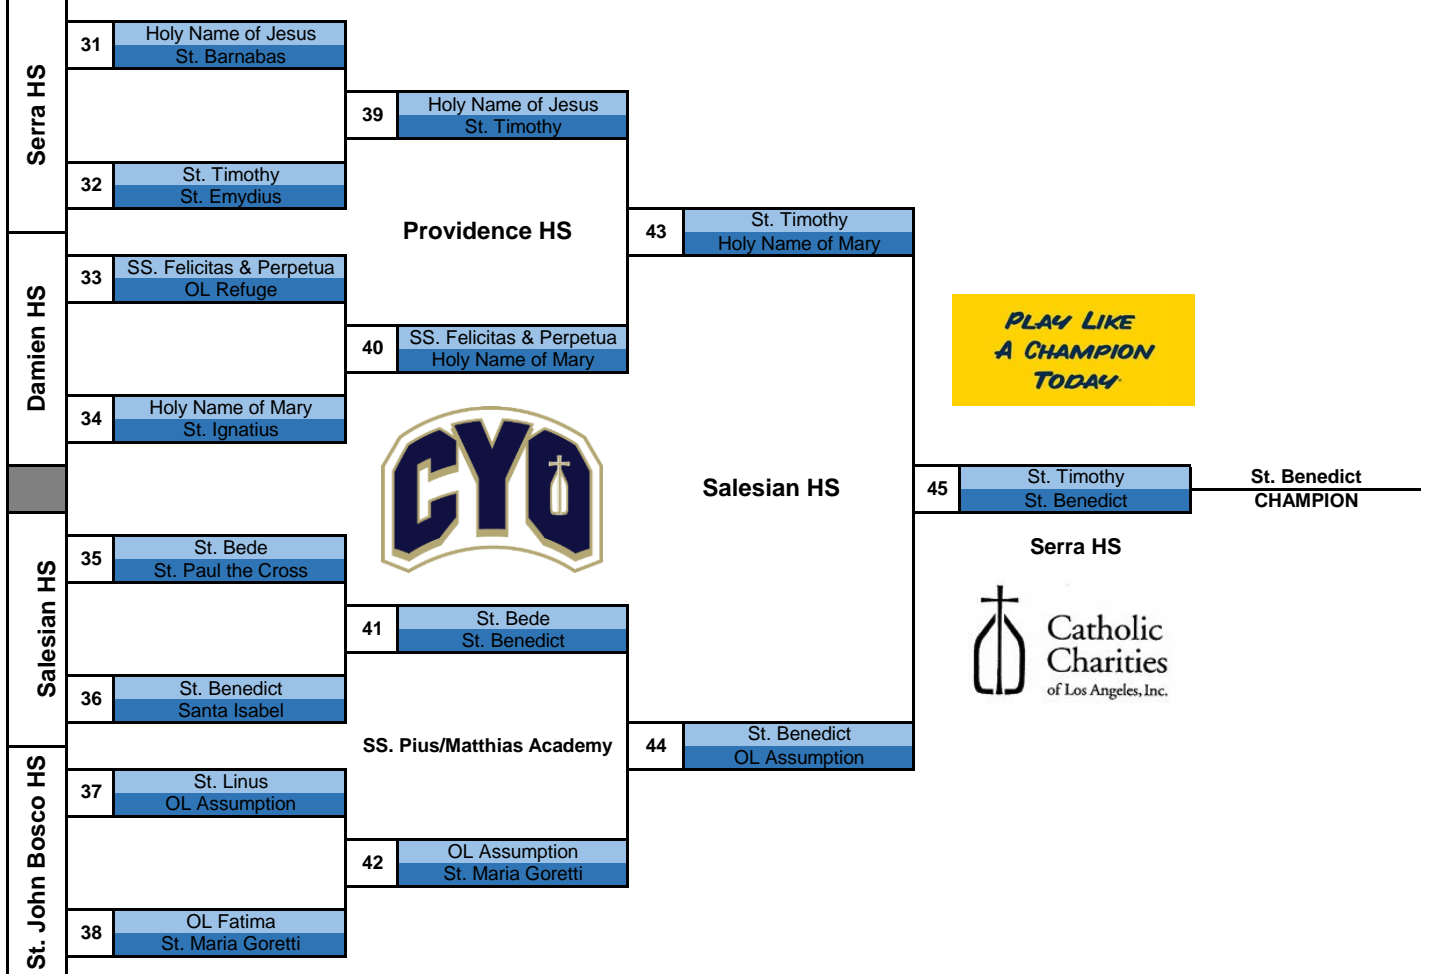 Serra HS
31
Holy Name of Jesus
St. Barnabas
32
St. Timothy
St. Emydius
Damien HS
33
SS. Felicitas & Perpetua
OL Refuge
34
Holy Name of Mary
St. Ignatius
Salesian HS
35
St. Bede
St. Paul the Cross
36
St. Benedict
Santa Isabel
St. John Bosco HS
37
St. Linus
OL Assumption
38
OL Fatima
St. Maria Goretti
39
Holy Name of Jesus
St. Timothy
Providence HS
40
SS. Felicitas & Perpetua
Holy Name of Mary
CYO
41
St. Bede
St. Benedict
SS. Pius/Matthias Academy
42
OL Assumption
St. Maria Goretti
43
St. Timothy
Holy Name of Mary
Salesian HS
44
St. Benedict
OL Assumption
PLAY LIKE
A CHAMPION
TODAY
45
St. Timothy
St. Benedict
Serra HS
St. Benedict
CHAMPION
Catholic
Charities
of Los Angeles, Inc.